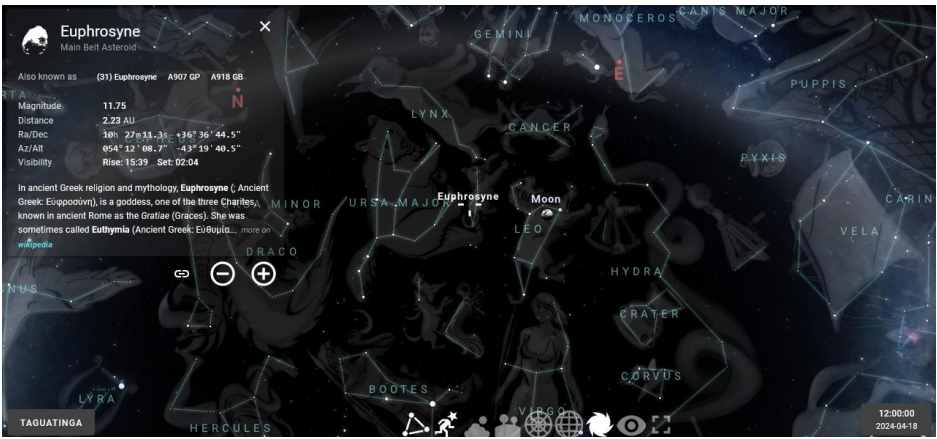 Euphrosyne
Main Belt Asteroid
Also known as (31) Euphrosyne A907 GP A918 GB
Magnitude 11.75
Distance 2.23 AU
Ra/Dec 10h 27m11.3s +36°36'44.5"
Az/Alt 054°12'08.7" -43°19'40.5"
Visibility Rise: 15:39 Set: 02:04
In ancient Greek religion and mythology, Euphrosyne (; Ancient
Greek: Εὐφροσύνη), is a goddess, one of the three Charites,
known in ancient Rome as the Gratiae (Graces). She was
sometimes called Euthymia (Ancient Greek: Εὐθυμία... more on
wikipedia
MONOCEROS
CANIS MAJOR
GEMINI
E
PUPPIS
N
LYNX
CANCER
PYXIS
URSA MAJOR
Euphrosyne
Moon
MINOR
LEO
CARIN
VELA
DRACO
HYDRA
NUS
CRATER
CORVUS
BOOTES
LYRA
VIRGO
HERCULES
TAGUATINGA
12:00:00
2024-04-18